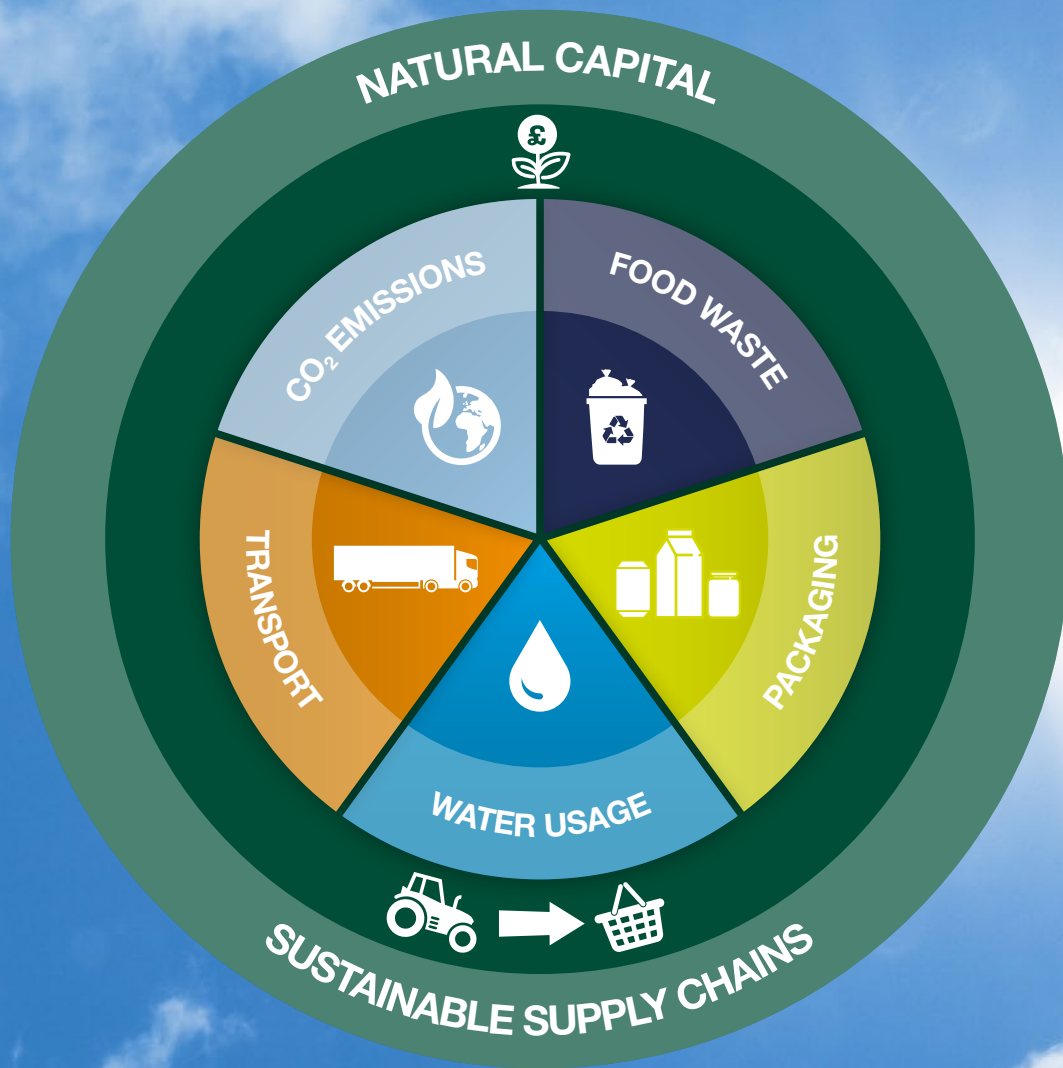 NATURAL CAPITAL
£
CO₂ EMISSIONS
FOOD WASTE
TRANSPORT
PACKAGING
WATER USAGE
SUSTAINABLE SUPPLY CHAINS